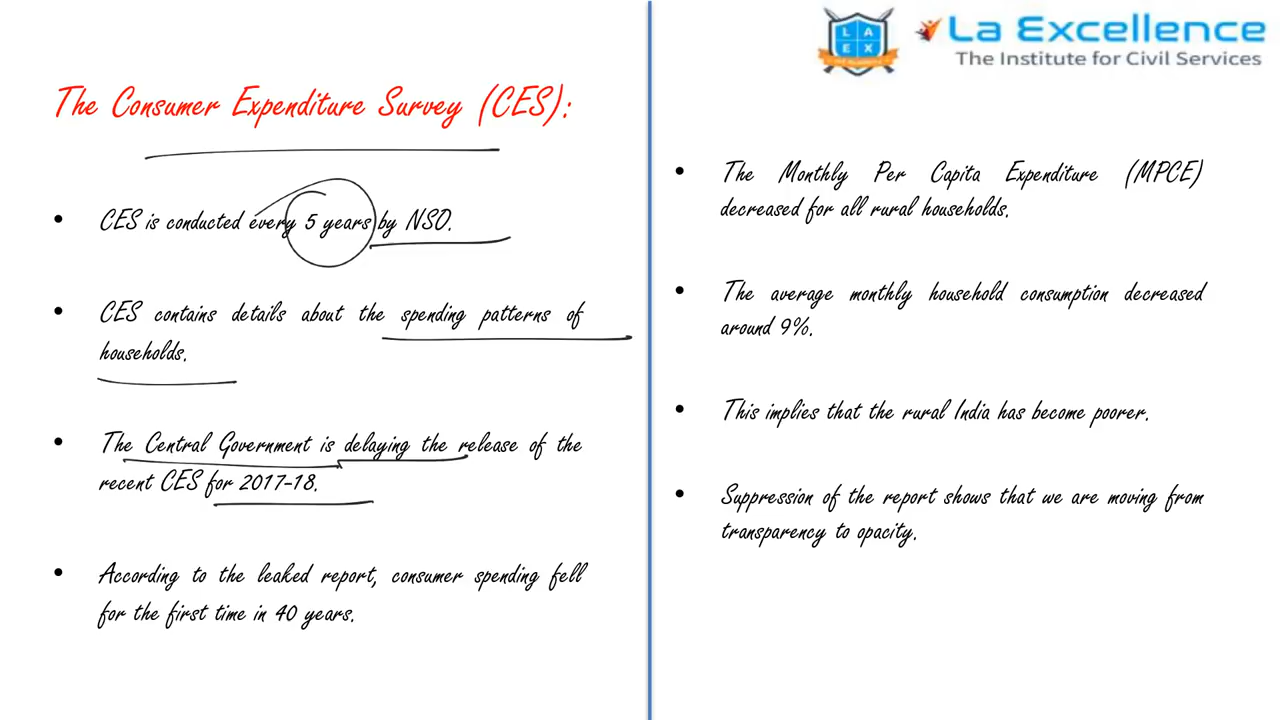 The Consumer Expenditure Survey (CES):
• CES is conducted every 5 years by NSO.
• CES contains details about the spending patterns of
households.
• The Central Government is delaying the release of the
recent CES for 2017-18.
• According to the leaked report, consumer spending fell
for the first time in 40 years.
LA
EX
La Excellence
The Institute for Civil Services
• The Monthly Per Capita Expenditure (MPCE)
decreased for all rural households.
• The average monthly household consumption decreased
around 9%.
• This implies that the rural India has become poorer.
• Suppression of the report shows that we are moving from
transparency to opacity.